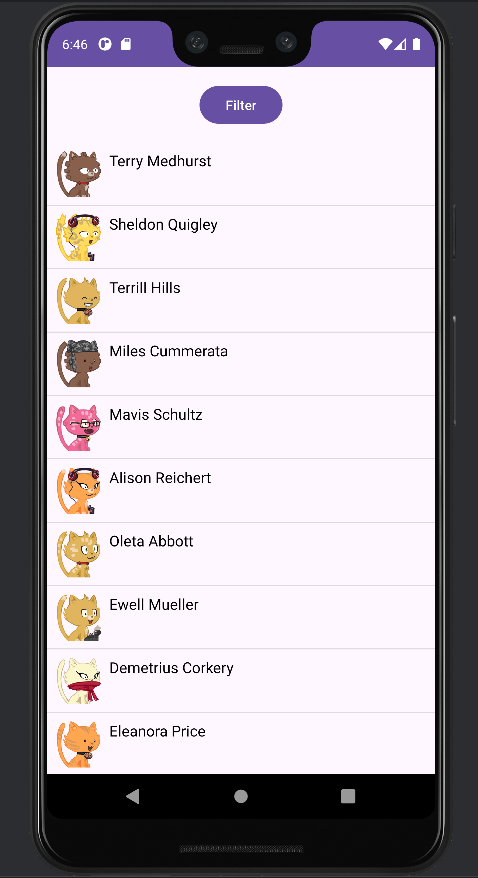 6:46
Filter
Terry Medhurst
Sheldon Quigley
Terrill Hills
Miles Cummerata
Mavis Schultz
Alison Reichert
Oleta Abbott
Ewell Mueller
Demetrius Corkery
Eleanora Price